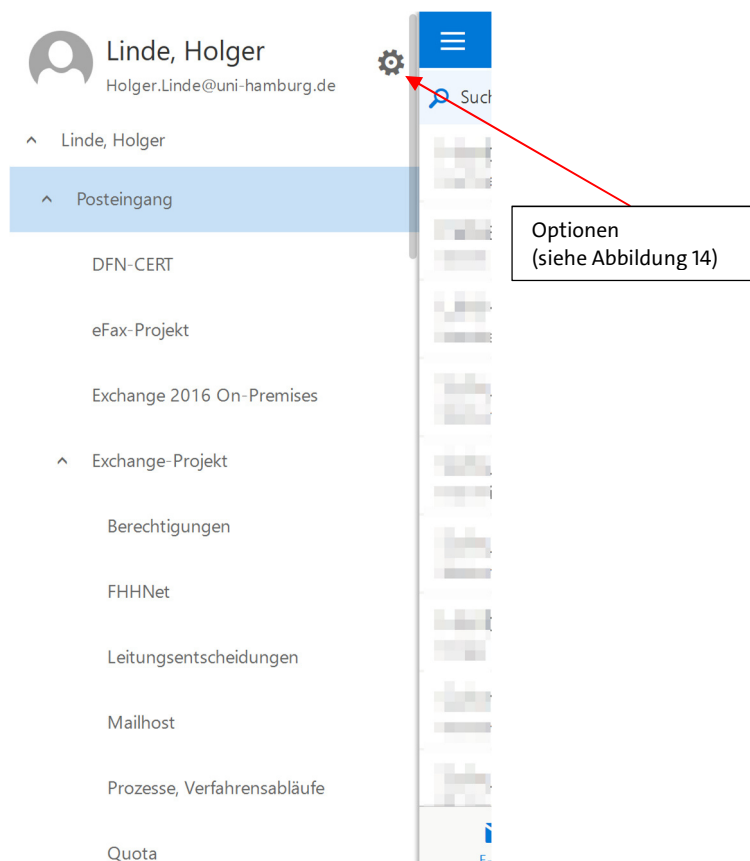 Linde, Holger
Holger.Linde@uni-hamburg.de
Such
Linde, Holger
Posteingang
Optionen
(siehe Abbildung 14)
DFN-CERT
eFax-Projekt
Exchange 2016 On-Premises
Exchange-Projekt
Berechtigungen
FHHNet
Leitungsentscheidungen
Mailhost
Prozesse, Verfahrensabläufe
Quota